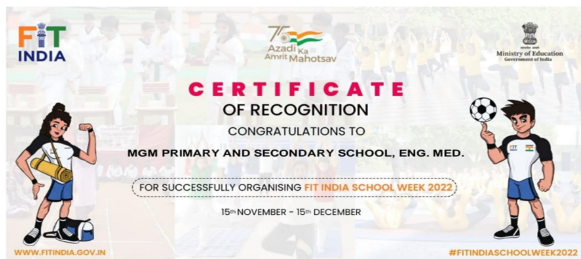 FIT
INDIA
75
Azadi Ka
Amrit Mahotsav
Ministry of Education
Government of India
CERTIFICATE
OF RECOGNITION
CONGRATULATIONS TO
MGM PRIMARY AND SECONDARY SCHOOL, ENG. MED.
FOR SUCCESSFULLY ORGANISING FIT INDIA SCHOOL WEEK 2022
15th NOVEMBER - 15th DECEMBER
WWW.FITINDIA.GOV.IN
#FITINDIASCHOOLWEEK2022